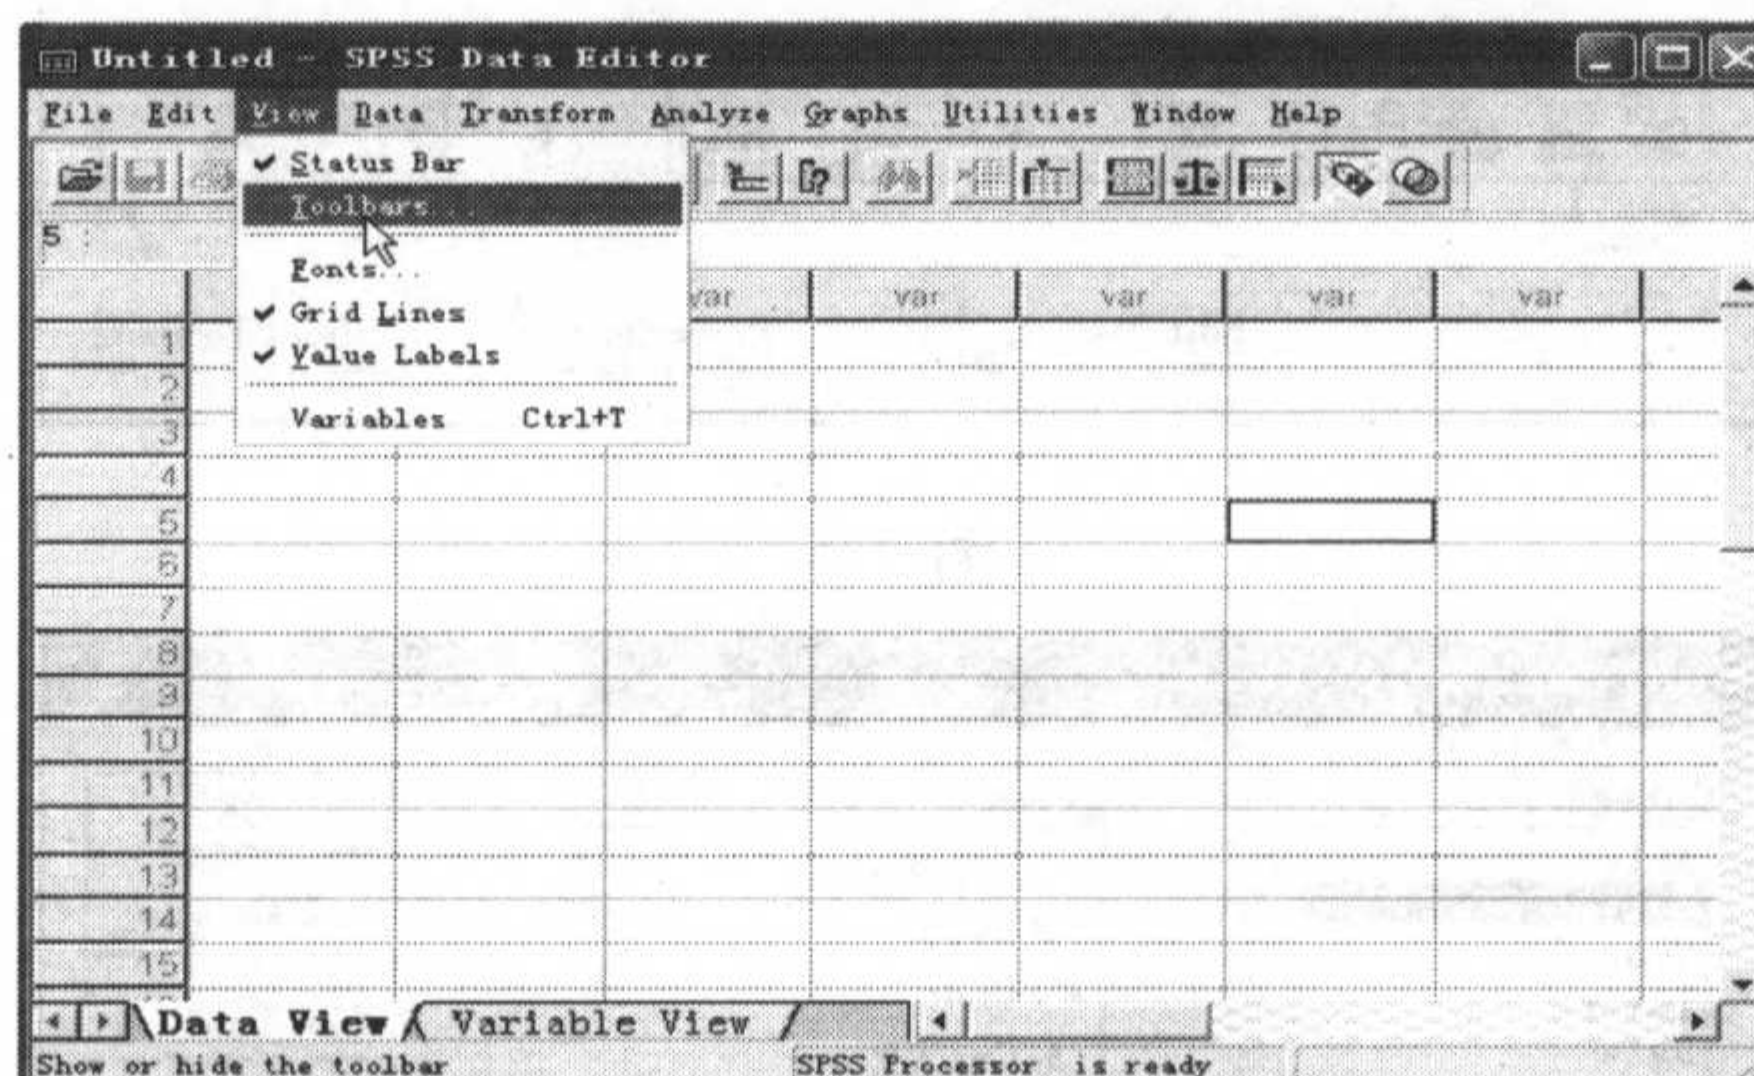 Untitled - SPSS Data Editor
File Edit View Data Transform Analyze Graphs Utilities Window Help
Status Bar
Toolbars...
5 :
Fonts...
var var var var var
Grid Lines
1
Value Labels
2
Variables Ctrl+T
3
4
5
6
7
8
9
10
11
12
13
14
15
Data View Variable View
Show or hide the toolbar SPSS Processor is ready